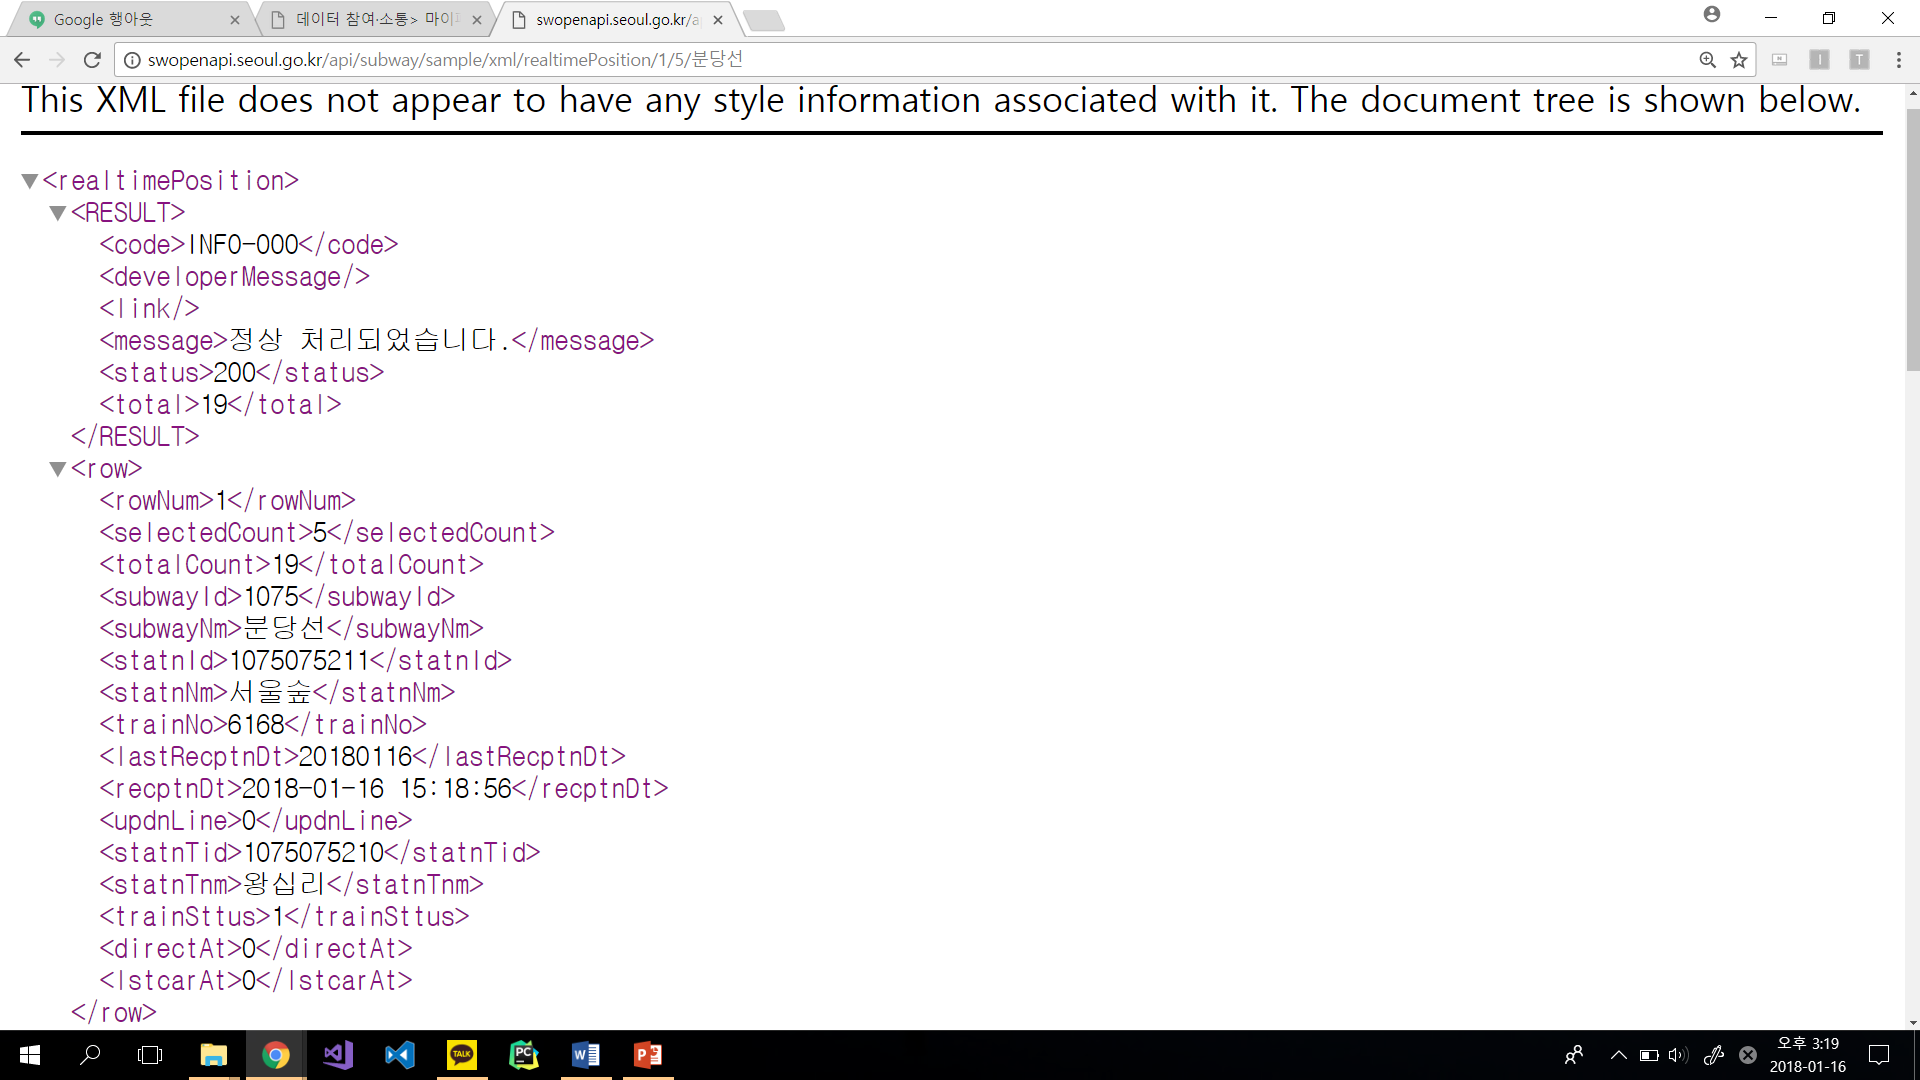 Google 행아웃
데이터 참여·소통> 마이
swopenapi.seoul.go.kr/a
swopenapi.seoul.go.kr/api/subway/sample/xml/realtimePosition/1/5/분당선
This XML file does not appear to have any style information associated with it. The document tree is shown below.
▼<realtimePosition>
▼<RESULT>
<code>INFO-000</code>
<developerMessage/>
<link/>
<message>정상 처리되었습니다.</message>
<status>200</status>
<total>19</total>
</RESULT>
▼<row>
<rowNum>1</rowNum>
<selectedCount>5</selectedCount>
<totalCount>19</totalCount>
<subwayId>1075</subwayId>
<subwayNm>분당선</subwayNm>
<statnId>1075075211</statnId>
<statnNm>서울숲</statnNm>
<trainNo>6168</trainNo>
<lastRecptnDt>20180116</lastRecptnDt>
<recptnDt>2018-01-16 15:18:56</recptnDt>
<updnLine>0</updnLine>
<statnTid>1075075210</statnTid>
<statnTnm>왕십리</statnTnm>
<trainSttus>1</trainSttus>
<directAt>0</directAt>
<lstcarAt>0</lstcarAt>
</row>
TALK
PC
오후 3:19
2018-01-16